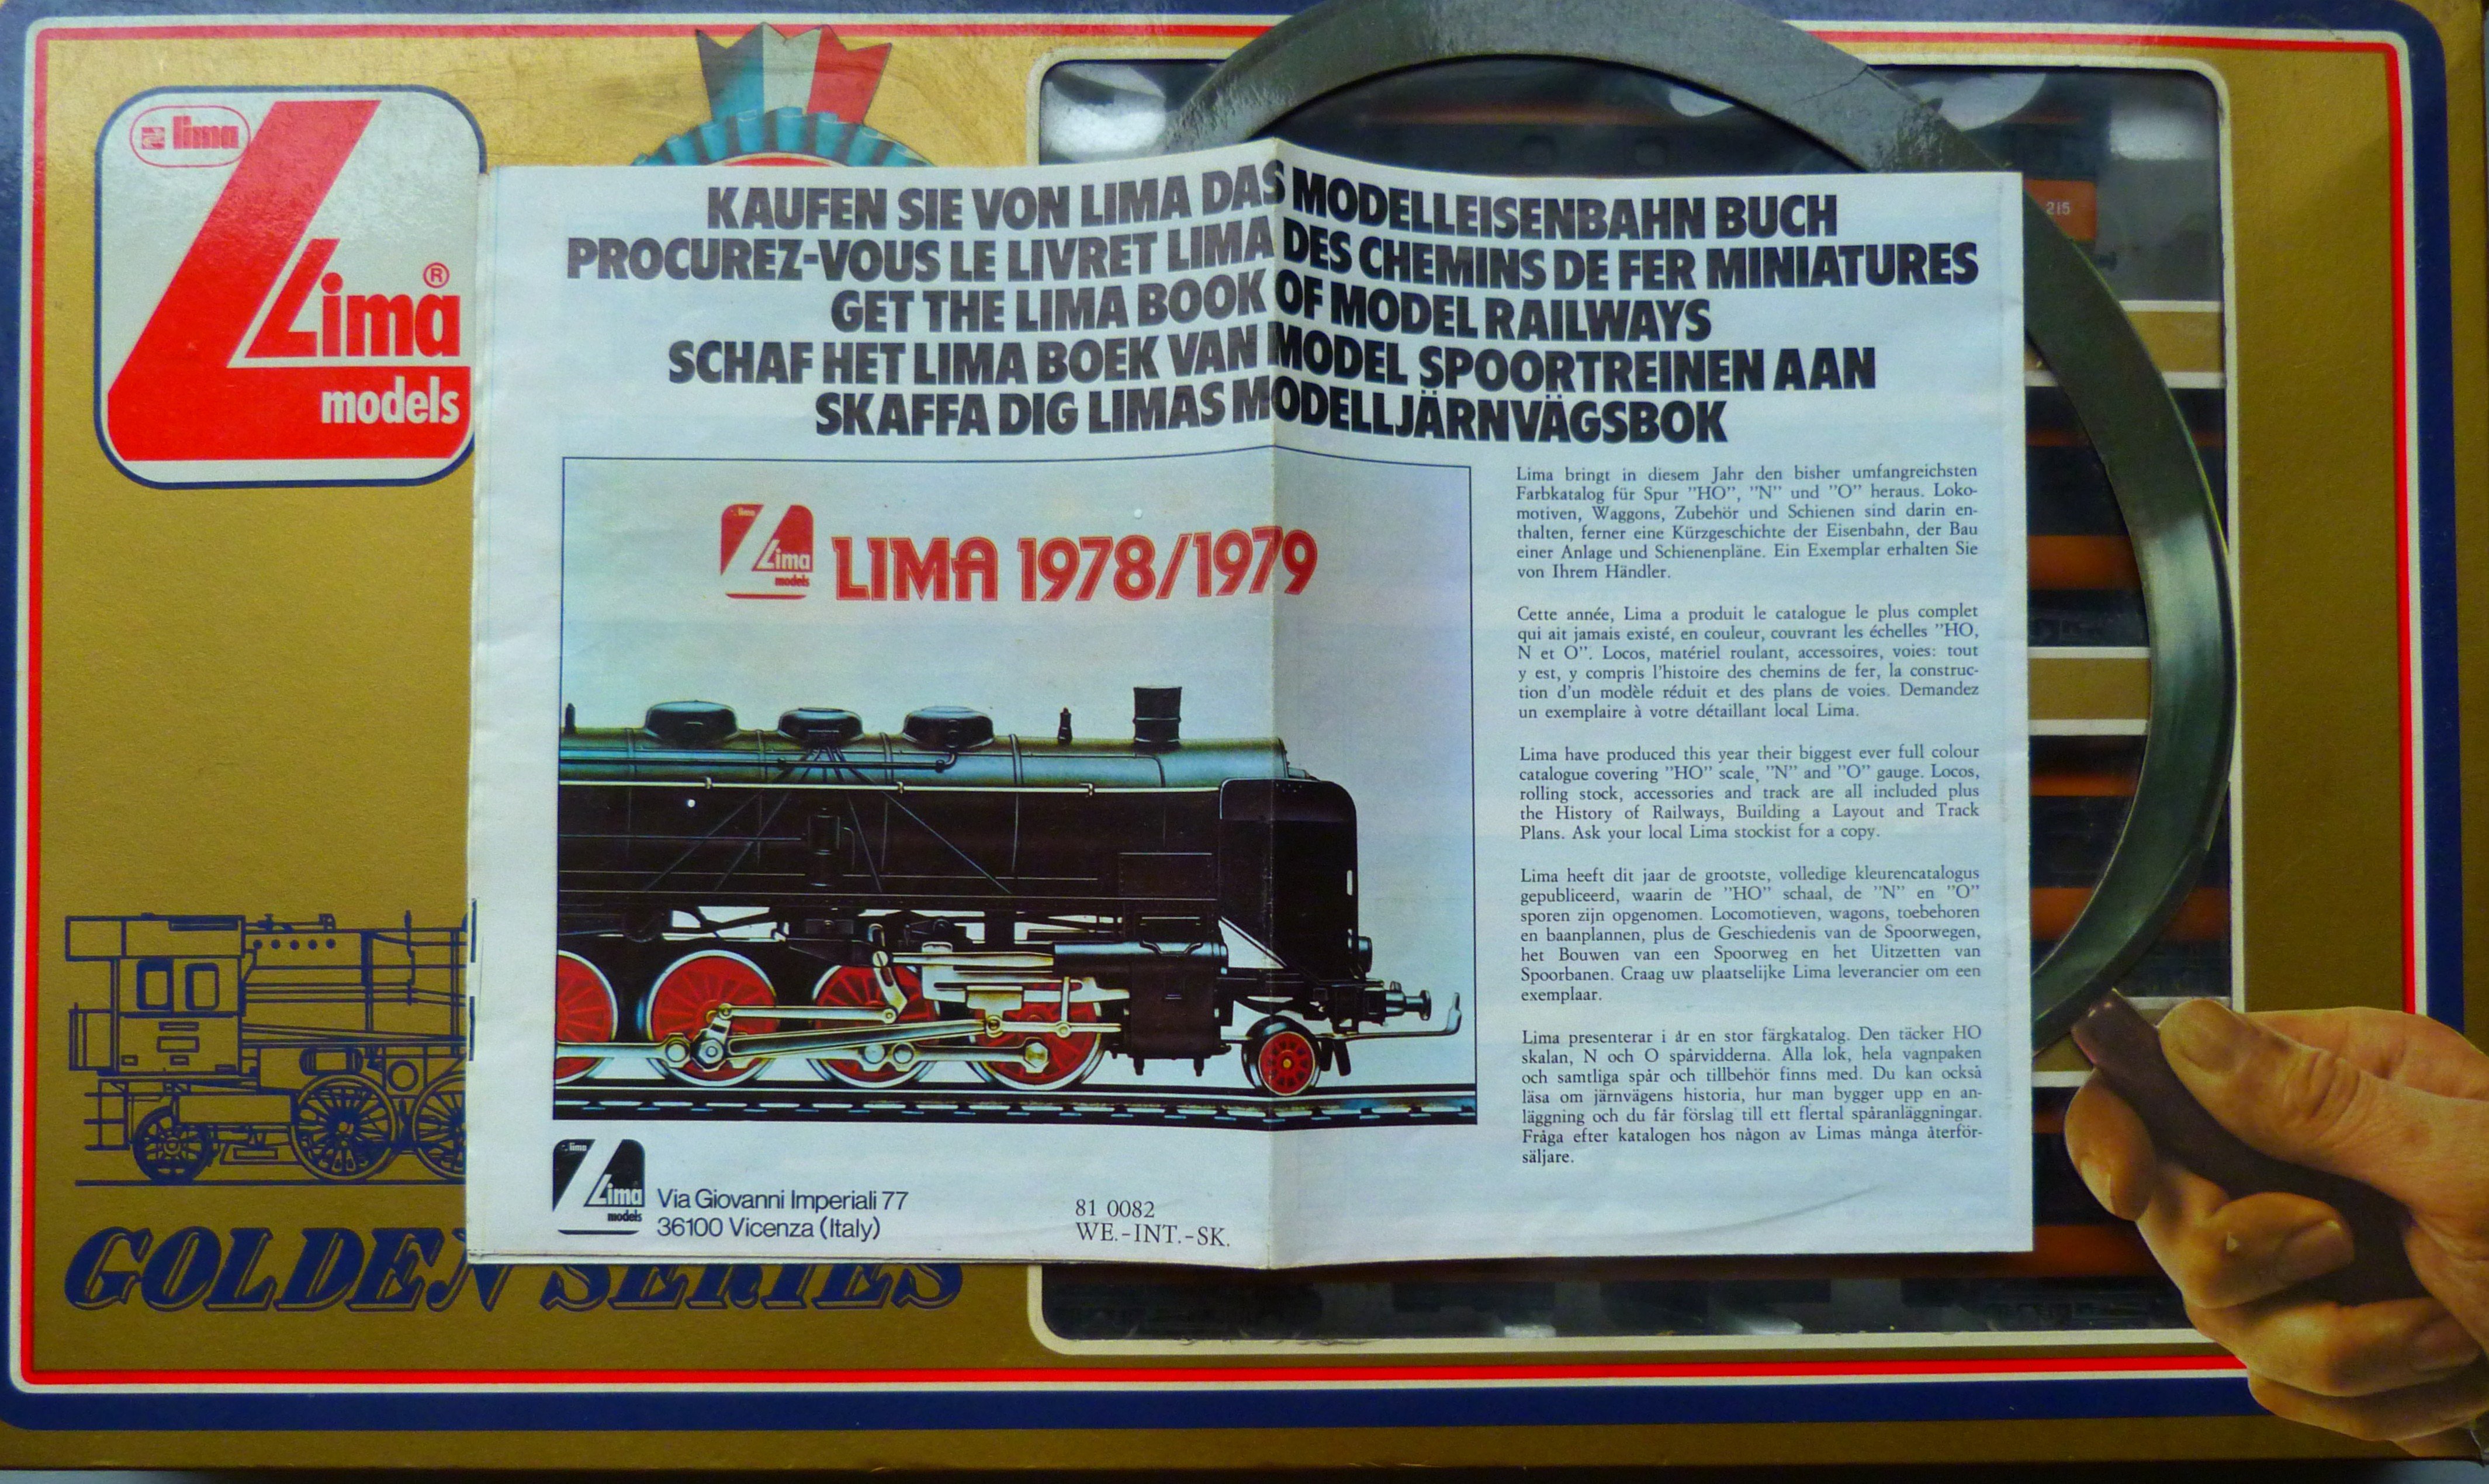 lima
Lima®
models
215
KAUFEN SIE VON LIMA DAS MODELLEISENBAHN BUCH
PROCUREZ-VOUS LE LIVRET LIMA DES CHEMINS DE FER MINIATURES
GET THE LIMA BOOK OF MODEL RAILWAYS
SCHAF HET LIMA BOEK VAN MODEL SPOORTREINEN AAN
SKAFFA DIG LIMAS MODELLJÄRNVÄGSBOK
lima
Lima
models
LIMA 1978/1979
Lima bringt in diesem Jahr den bisher umfangreichsten
Farbkatalog für Spur "HO", "N" und "O" heraus. Loko-
motiven, Waggons, Zubehör und Schienen sind darin en-
thalten, ferner eine Kürzgeschichte der Eisenbahn, der Bau
einer Anlage und Schienenpläne. Ein Exemplar erhalten Sie
von Ihrem Händler.
Cette année, Lima a produit le catalogue le plus complet
qui ait jamais existé, en couleur, couvrant les échelles "HO,
N et O". Locos, matériel roulant, accessoires, voies: tout
y est, y compris l'histoire des chemins de fer, la construc-
tion d'un modèle réduit et des plans de voies. Demandez
un exemplaire à votre détaillant local Lima.
Lima have produced this year their biggest ever full colour
catalogue covering "HO" scale, "N" and "O" gauge. Locos,
rolling stock, accessories and track are all included plus
the History of Railways, Building a Layout and Track
Plans. Ask your local Lima stockist for a copy.
Lima heeft dit jaar de grootste, volledige kleurencatalogus
gepubliceerd, waarin de "HO" schaal, de "N" en "O"
sporen zijn opgenomen. Locomotieven, wagons, toebehoren
en baanplannen, plus de Geschiedenis van de Spoorwegen,
het Bouwen van een Spoorweg en het Uitzetten van
Spoorbanen. Craag uw plaatselijke Lima leverancier om een
exemplaar.
Lima presenterar i år en stor färgkatalog. Den täcker HO
skalan, N och O spårvidderna. Alla lok, hela vagnpaken
och samtliga spår och tillbehör finns med. Du kan också
läsa om järnvägens historia, hur man bygger upp en an-
läggning och du får förslag till ett flertal spåranläggningar.
Fråga efter katalogen hos någon av Limas många återför-
säljare.
lima
Lima
models
Via Giovanni Imperiali 77
36100 Vicenza (Italy)
81 0082
WE.-INT.-SK.
GOLDEN SERIES